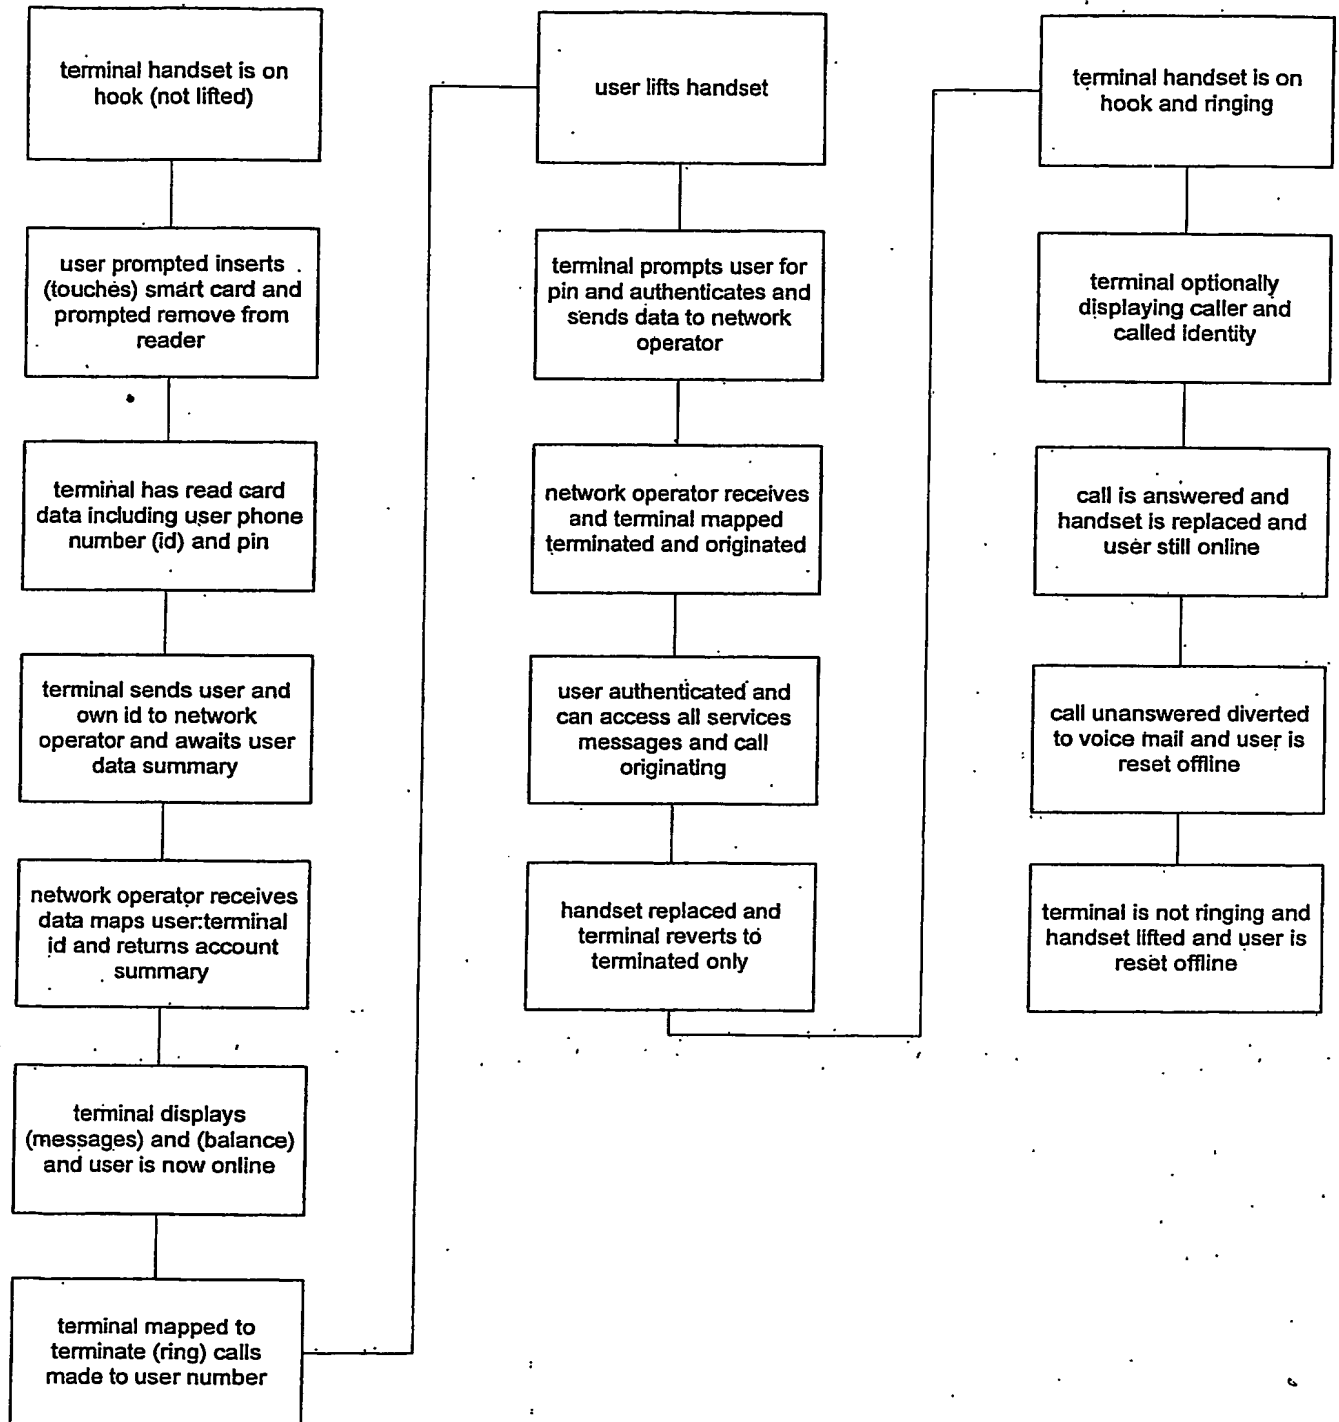 terminal handset is on
hook (not lifted)
user prompted inserts
(touches) smart card and
prompted remove from
reader
terminal has read card
data including user phone
number (id) and pin
terminal sends user and
own id to network
operator and awaits user
data summary
network operator receives
data maps user:terminal
id and returns account
summary
terminal displays
(messages) and (balance)
and user is now online
terminal mapped to
terminate (ring) calls
made to user number
user lifts handset
terminal prompts user for
pin and authenticates and
sends data to network
operator
network operator receives
and terminal mapped
terminated and originated
user authenticated and
can access all services
messages and call
originating
handset replaced and
terminal reverts to
terminated only
terminal handset is on
hook and ringing
terminal optionally
displaying caller and
called identity
call is answered and
handset is replaced and
user still online
call unanswered diverted
to voice mail and user is
reset offline
terminal is not ringing and
handset lifted and user is
reset offline